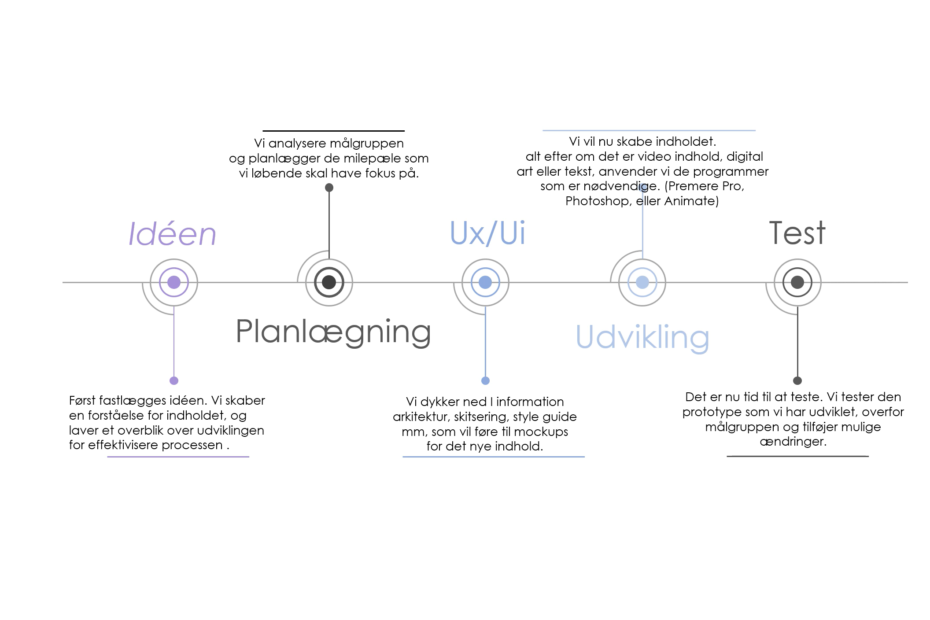 Idéen
Først fastlægges idéen. Vi skaber
en forståelse for indholdet, og
laver et overblik over udviklingen
for effektivisere processen .
Vi analysere målgruppen
og planlægger de milepæle som
vi løbende skal have fokus på.
Planlægning
Ux/Ui
Vi dykker ned I information
arkitektur, skitsering, style guide
mm, som vil føre til mockups
for det nye indhold.
Vi vil nu skabe indholdet.
alt efter om det er video indhold, digital
art eller tekst, anvender vi de programmer
som er nødvendige. (Premere Pro,
Photoshop, eller Animate)
Udvikling
Test
Det er nu tid til at teste. Vi tester den
prototype som vi har udviklet, overfor
målgruppen og tilføjer mulige
ændringer.